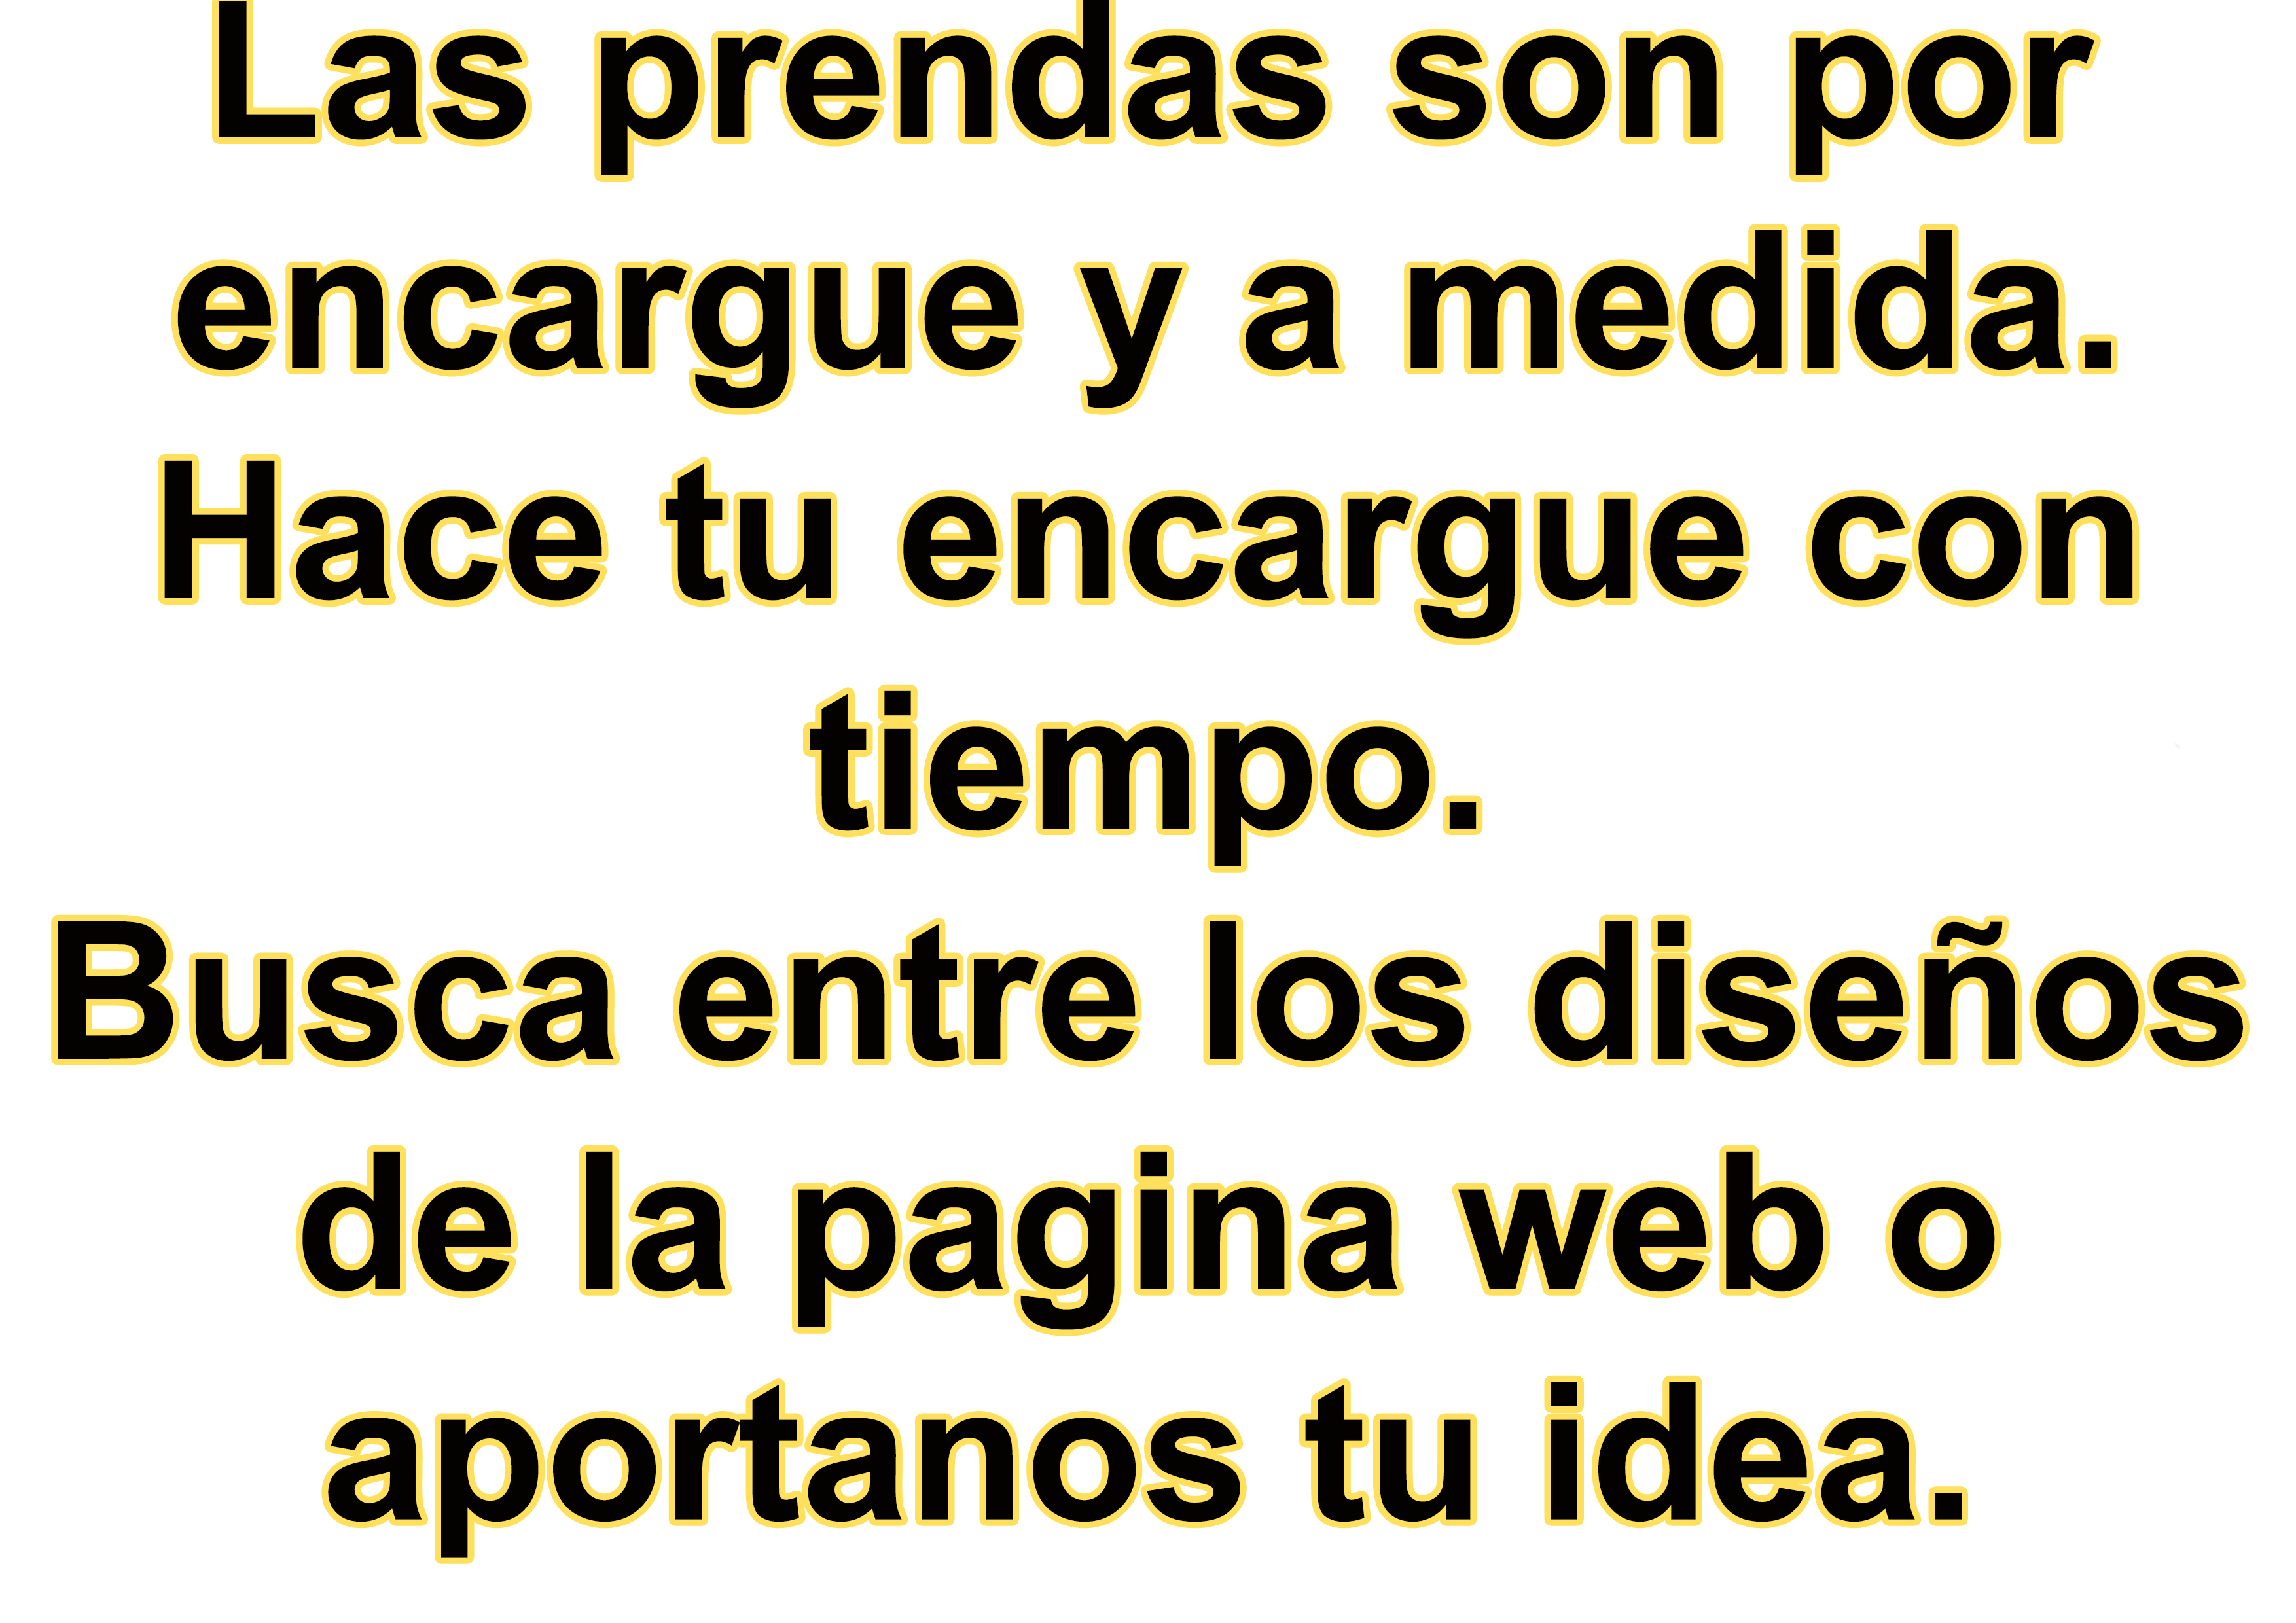 Las prendas son por
encargue y a medida.
Hace tu encargue con
tiempo.
Busca entre los diseños
de la pagina web o
aportanos tu idea.